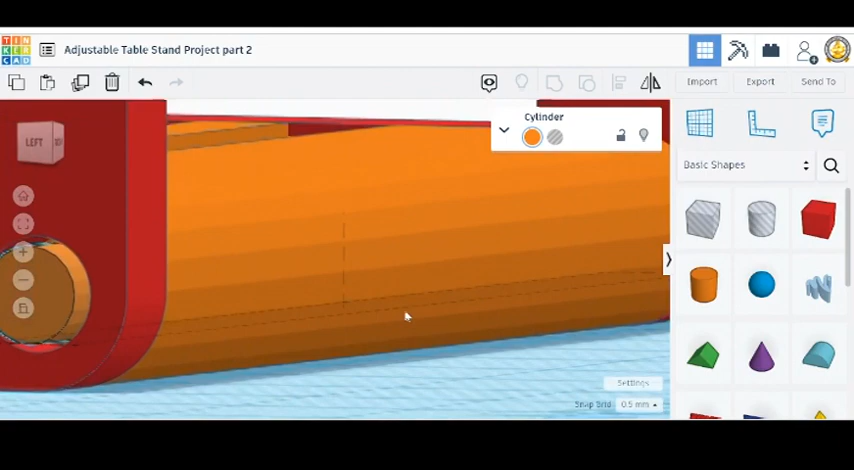 TIN
KER
CAD
Adjustable Table Stand Project part 2
Import
Export
Send To
Cylinder
LEFT
Basic Shapes
Settings
Snap Grid 0.5 mm